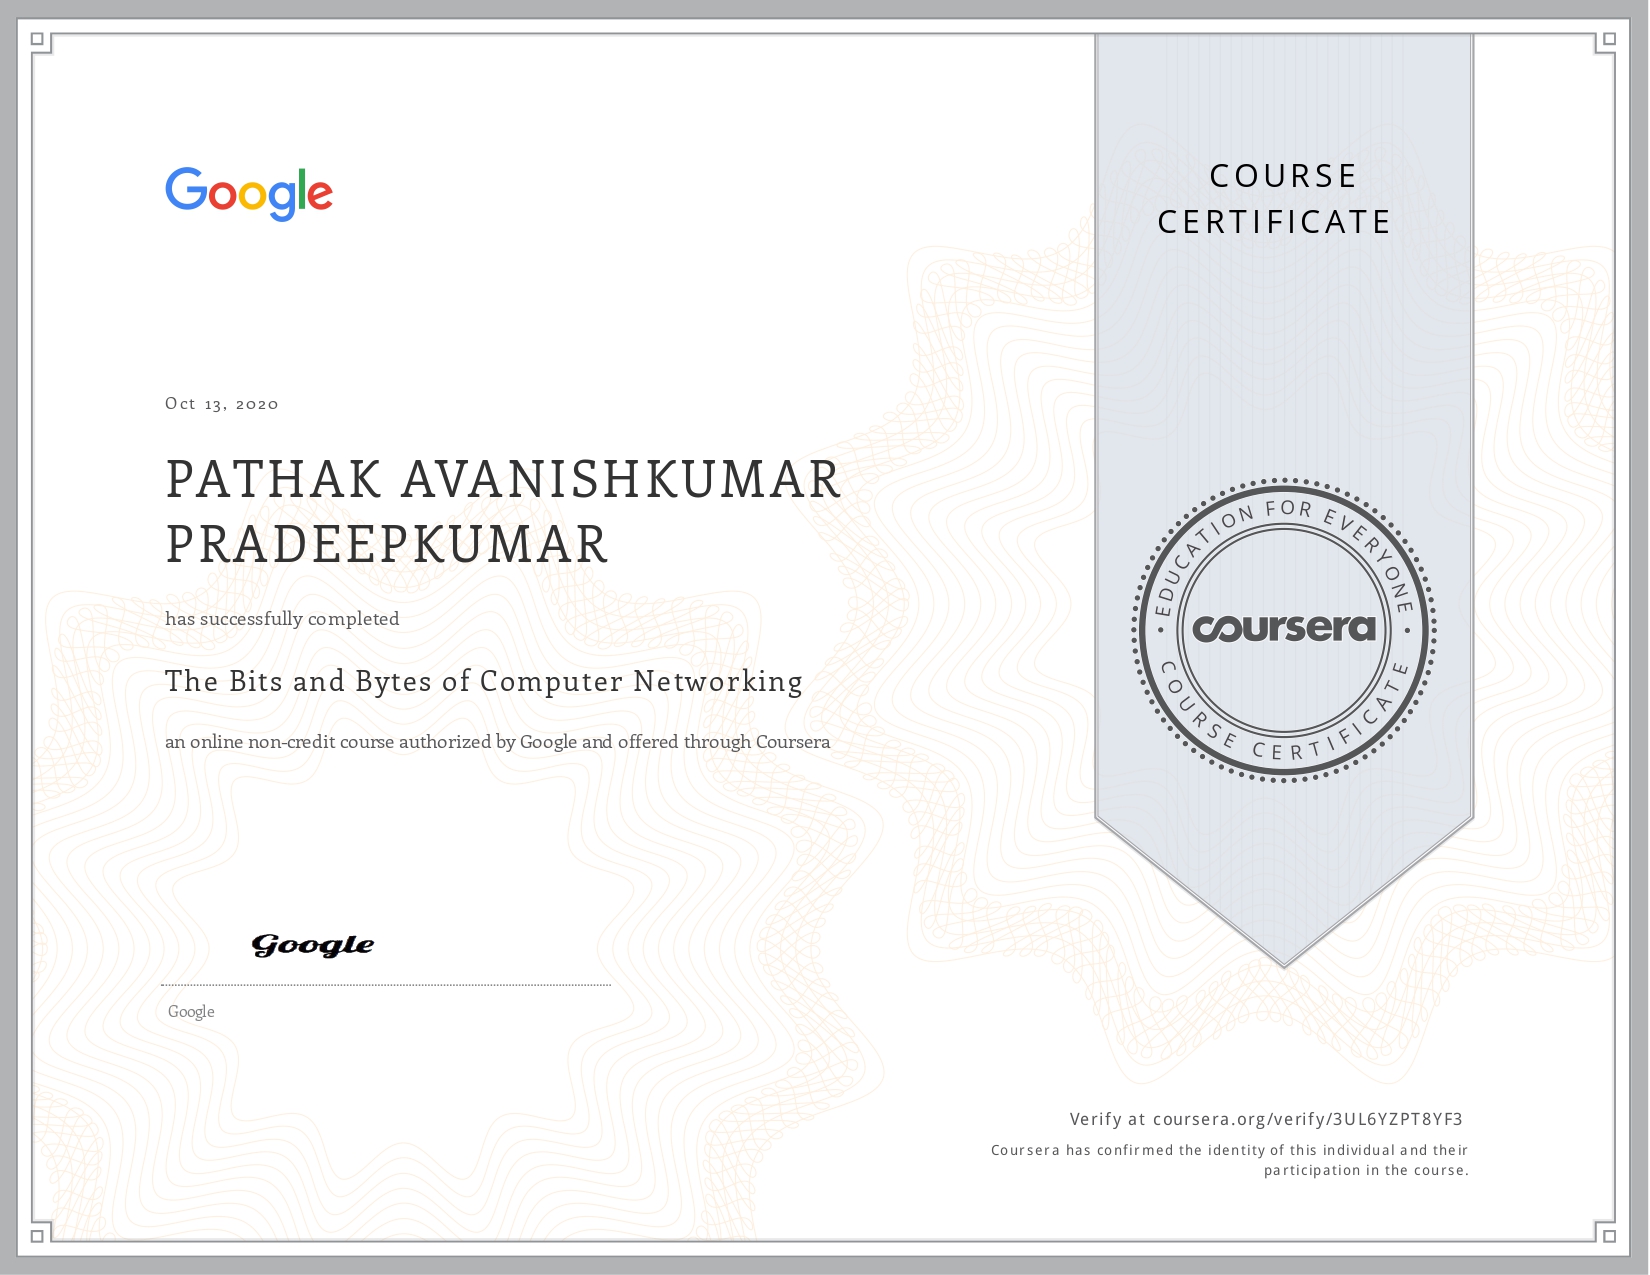 Google
COURSE
CERTIFICATE
Oct 13, 2020
PATHAK AVANISHKUMAR
PRADEEPKUMAR
has successfully completed
The Bits and Bytes of Computer Networking
an online non-credit course authorized by Google and offered through Coursera
EDUCATION FOR EVERYONE
coursera
COURSE CERTIFICATE
Google
Google
Verify at coursera.org/verify/3UL6YZPT8YF3
Coursera has confirmed the identity of this individual and their
participation in the course.